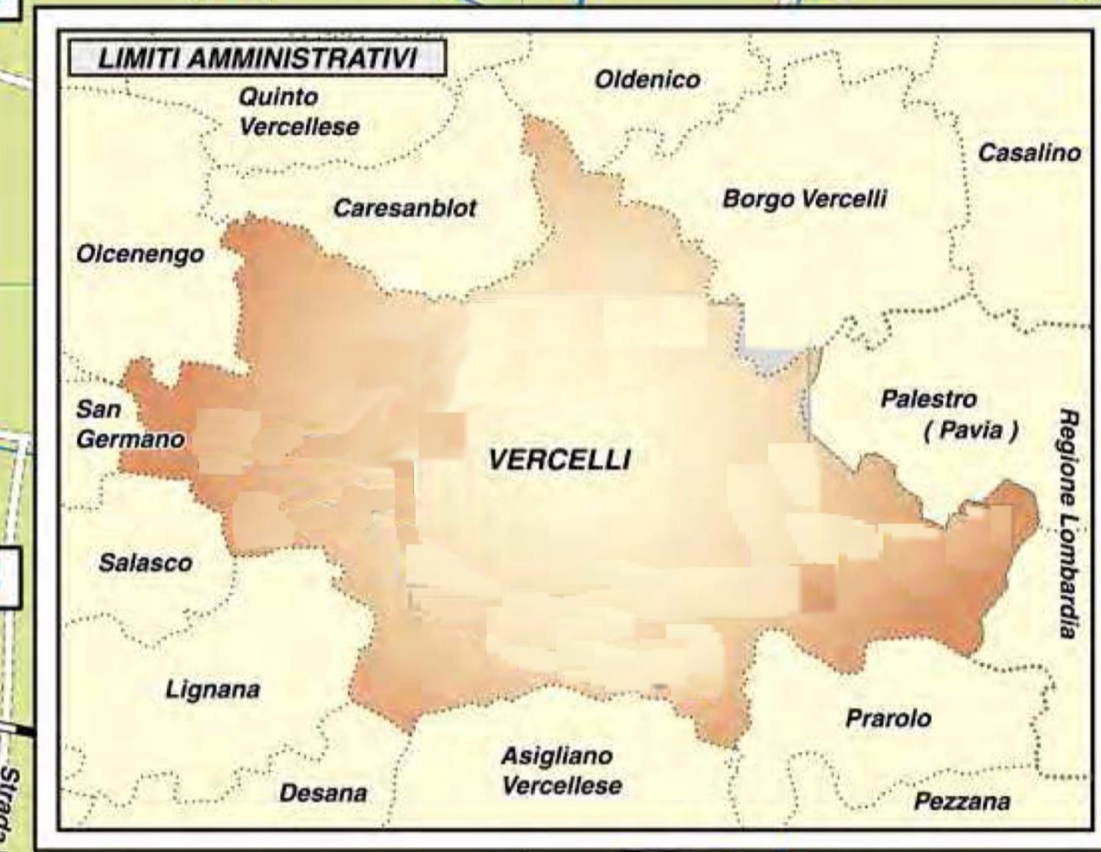 LIMITI AMMINISTRATIVI
Oldenico
Quinto
Vercellese
Casalino
Caresanblot
Borgo Vercelli
Olcenengo
Palestro
( Pavia )
San
Germano
VERCELLI
Regione Lombardia
Salasco
Lignana
Prarolo
Asigliano
Vercellese
Desana
Pezzana
Strada